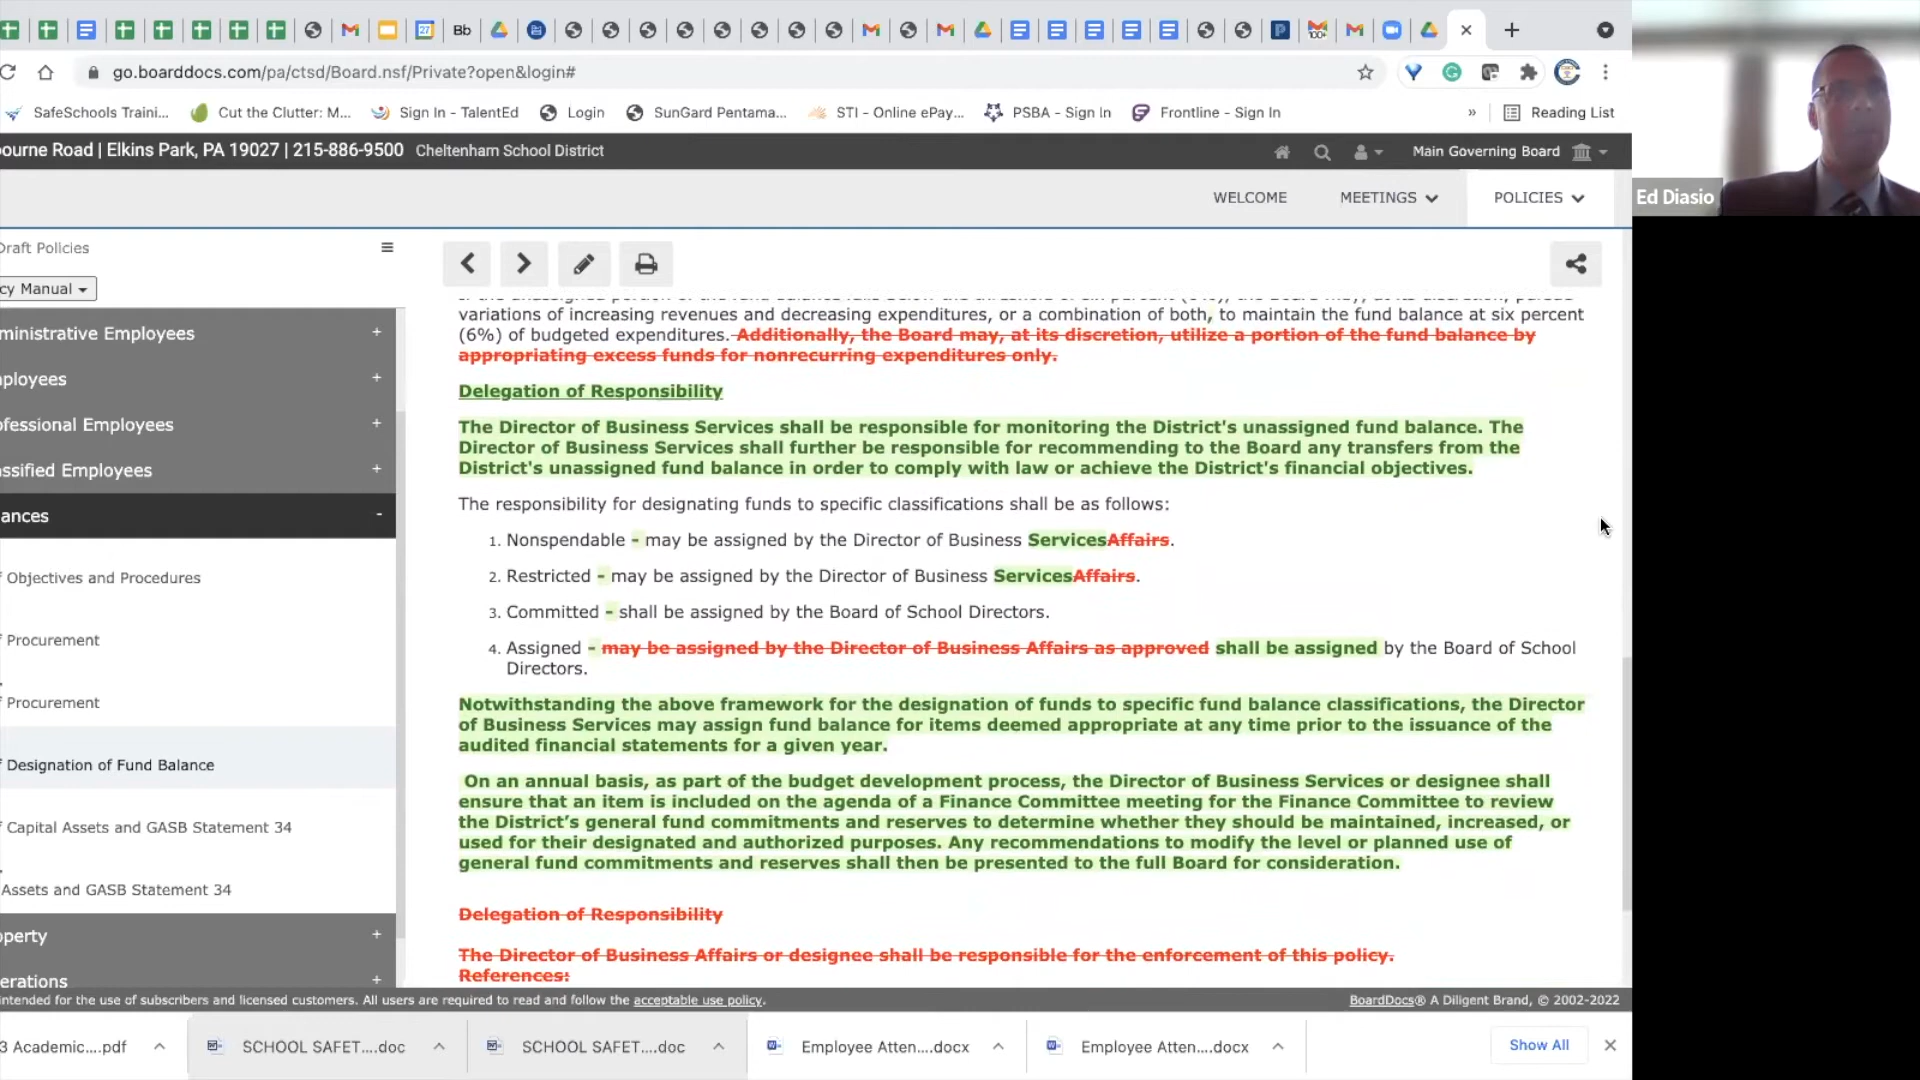 27
Bb
100+
go.boarddocs.com/pa/ctsd/Board.nsf/Private?open&login#
SafeSchools Traini...
Cut the Clutter: M...
Sign In - TalentEd
Login
SunGard Pentama...
STI - Online ePay...
PSBA - Sign In
Frontline - Sign In
»
Reading List
ourne Road | Elkins Park, PA 19027 | 215-886-9500 Cheltenham School District
Main Governing Board
WELCOME
MEETINGS
POLICIES
Ed Diasio
Draft Policies
cy Manual
ministrative Employees +
ployees +
ofessional Employees +
assified Employees +
ances -
Objectives and Procedures
Procurement
Procurement
Designation of Fund Balance
Capital Assets and GASB Statement 34
Assets and GASB Statement 34
operty +
erations +
variations of increasing revenues and decreasing expenditures, or a combination of both, to maintain the fund balance at six percent
(6%) of budgeted expenditures. Additionally, the Board may, at its discretion, utilize a portion of the fund balance by
appropriating excess funds for nonrecurring expenditures only.
Delegation of Responsibility
The Director of Business Services shall be responsible for monitoring the District's unassigned fund balance. The
Director of Business Services shall further be responsible for recommending to the Board any transfers from the
District's unassigned fund balance in order to comply with law or achieve the District's financial objectives.
The responsibility for designating funds to specific classifications shall be as follows:
1. Nonspendable - may be assigned by the Director of Business ServicesAffairs.
2. Restricted - may be assigned by the Director of Business ServicesAffairs.
3. Committed - shall be assigned by the Board of School Directors.
4. Assigned - may be assigned by the Director of Business Affairs as approved shall be assigned by the Board of School
Directors.
Notwithstanding the above framework for the designation of funds to specific fund balance classifications, the Director
of Business Services may assign fund balance for items deemed appropriate at any time prior to the issuance of the
audited financial statements for a given year.
On an annual basis, as part of the budget development process, the Director of Business Services or designee shall
ensure that an item is included on the agenda of a Finance Committee meeting for the Finance Committee to review
the District's general fund commitments and reserves to determine whether they should be maintained, increased, or
used for their designated and authorized purposes. Any recommendations to modify the level or planned use of
general fund commitments and reserves shall then be presented to the full Board for consideration.
Delegation of Responsibility
The Director of Business Affairs or designee shall be responsible for the enforcement of this policy.
References:
intended for the use of subscribers and licensed customers. All users are required to read and follow the acceptable use policy.
BoardDocs® A Diligent Brand, © 2002-2022
3 Academic....pdf
SCHOOL SAFET....doc
SCHOOL SAFET....doc
Employee Atten....docx
Employee Atten....docx
Show All